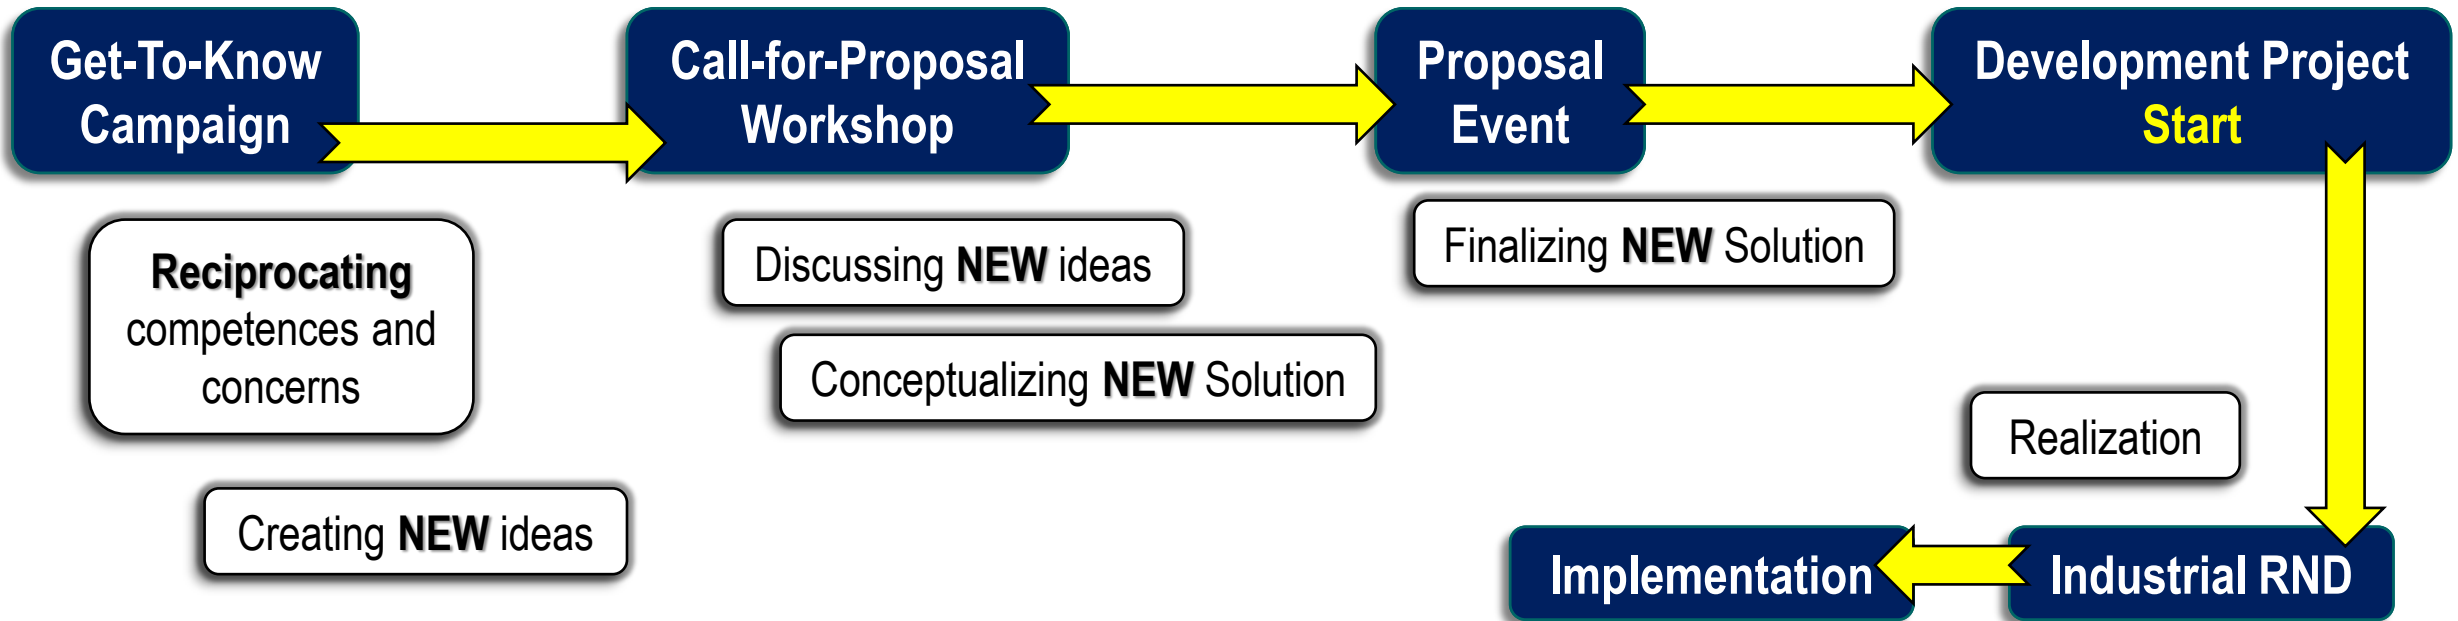 Get-To-Know
Campaign
Call-for-Proposal
Workshop
Proposal
Event
Development Project
Start
Reciprocating
competences and
concerns
Creating NEW ideas
Discussing NEW ideas
Conceptualizing NEW Solution
Finalizing NEW Solution
Realization
Industrial RND
Implementation